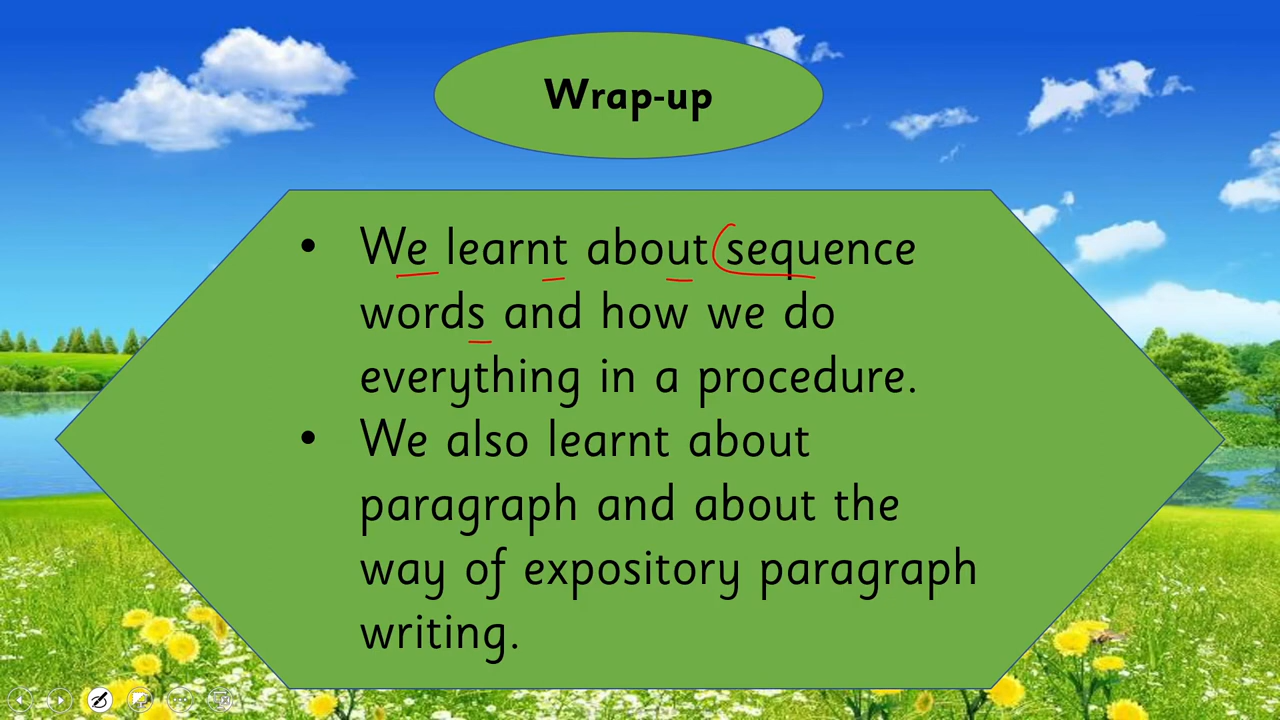 Wrap-up
• We learnt about sequence
words and how we do
everything in a procedure.
• We also learnt about
paragraph and about the
way of expository paragraph
writing.